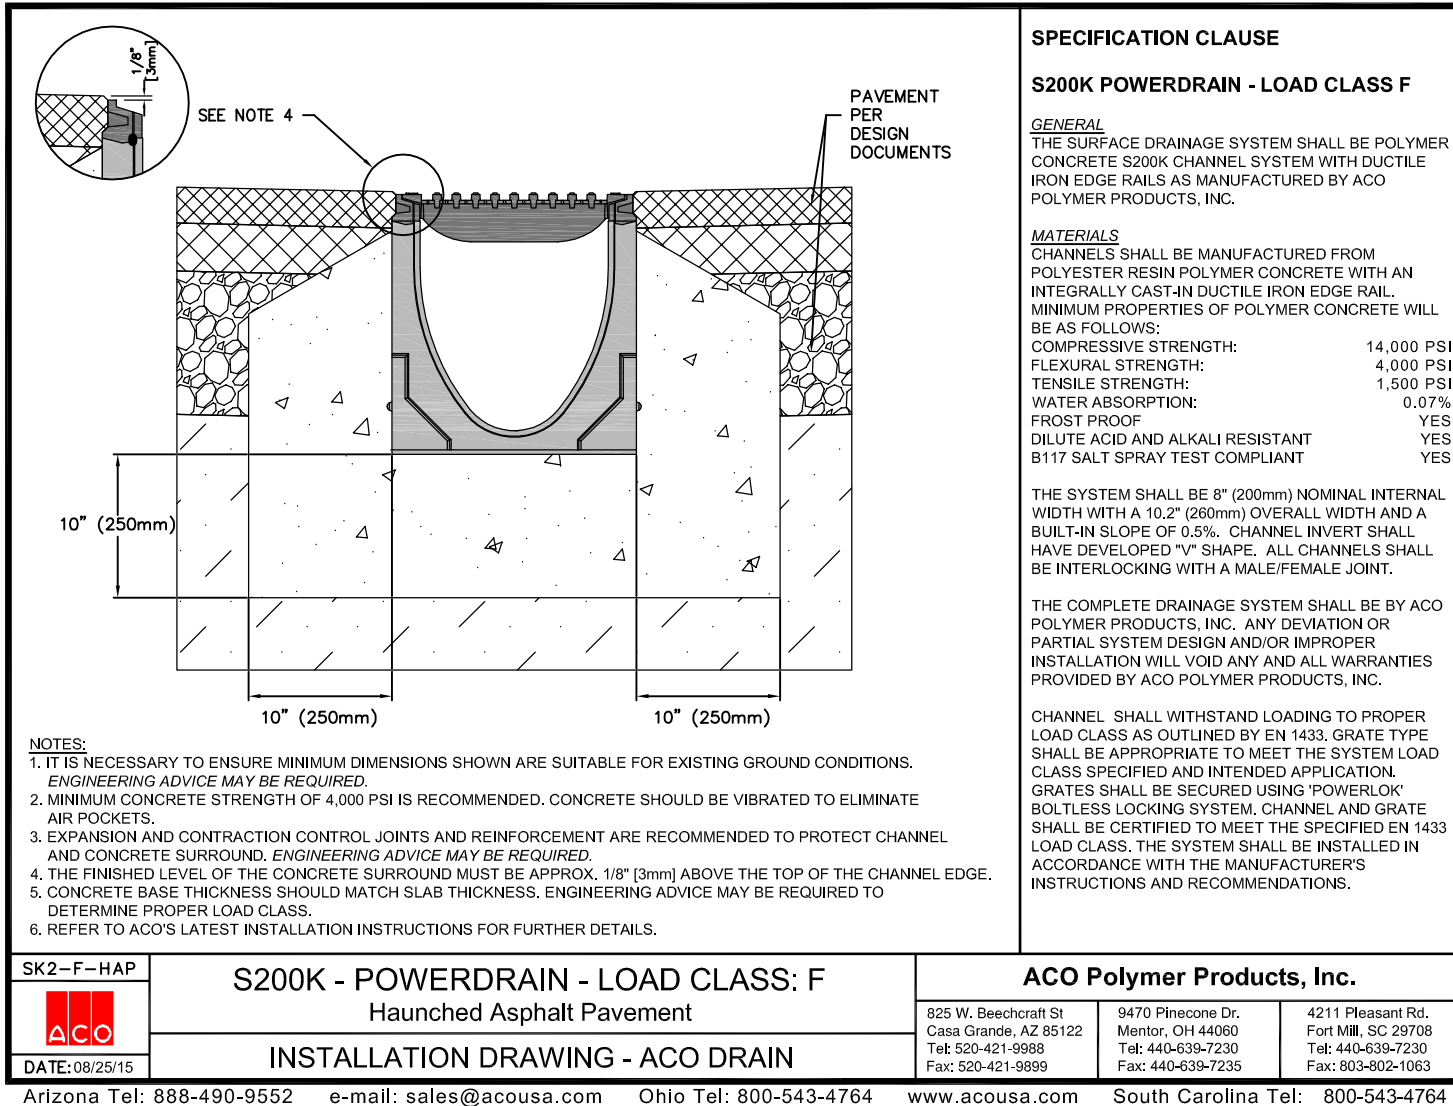 1/8"
[3mm]
SEE NOTE 4
PAVEMENT
PER
DESIGN
DOCUMENTS
10" (250mm)
10" (250mm)
10" (250mm)
NOTES:
1. IT IS NECESSARY TO ENSURE MINIMUM DIMENSIONS SHOWN ARE SUITABLE FOR EXISTING GROUND CONDITIONS.
ENGINEERING ADVICE MAY BE REQUIRED.
2. MINIMUM CONCRETE STRENGTH OF 4,000 PSI IS RECOMMENDED. CONCRETE SHOULD BE VIBRATED TO ELIMINATE
AIR POCKETS.
3. EXPANSION AND CONTRACTION CONTROL JOINTS AND REINFORCEMENT ARE RECOMMENDED TO PROTECT CHANNEL
AND CONCRETE SURROUND. ENGINEERING ADVICE MAY BE REQUIRED.
4. THE FINISHED LEVEL OF THE CONCRETE SURROUND MUST BE APPROX. 1/8" [3mm] ABOVE THE TOP OF THE CHANNEL EDGE.
5. CONCRETE BASE THICKNESS SHOULD MATCH SLAB THICKNESS. ENGINEERING ADVICE MAY BE REQUIRED TO
DETERMINE PROPER LOAD CLASS.
6. REFER TO ACO'S LATEST INSTALLATION INSTRUCTIONS FOR FURTHER DETAILS.
SPECIFICATION CLAUSE
S200K POWERDRAIN - LOAD CLASS F
GENERAL
THE SURFACE DRAINAGE SYSTEM SHALL BE POLYMER
CONCRETE S200K CHANNEL SYSTEM WITH DUCTILE
IRON EDGE RAILS AS MANUFACTURED BY ACO
POLYMER PRODUCTS, INC.
MATERIALS
CHANNELS SHALL BE MANUFACTURED FROM
POLYESTER RESIN POLYMER CONCRETE WITH AN
INTEGRALLY CAST-IN DUCTILE IRON EDGE RAIL.
MINIMUM PROPERTIES OF POLYMER CONCRETE WILL
BE AS FOLLOWS:
COMPRESSIVE STRENGTH: 14,000 PSI
FLEXURAL STRENGTH: 4,000 PSI
TENSILE STRENGTH: 1,500 PSI
WATER ABSORPTION: 0.07%
FROST PROOF YES
DILUTE ACID AND ALKALI RESISTANT YES
B117 SALT SPRAY TEST COMPLIANT YES
THE SYSTEM SHALL BE 8" (200mm) NOMINAL INTERNAL
WIDTH WITH A 10.2" (260mm) OVERALL WIDTH AND A
BUILT-IN SLOPE OF 0.5%. CHANNEL INVERT SHALL
HAVE DEVELOPED "V" SHAPE. ALL CHANNELS SHALL
BE INTERLOCKING WITH A MALE/FEMALE JOINT.
THE COMPLETE DRAINAGE SYSTEM SHALL BE BY ACO
POLYMER PRODUCTS, INC. ANY DEVIATION OR
PARTIAL SYSTEM DESIGN AND/OR IMPROPER
INSTALLATION WILL VOID ANY AND ALL WARRANTIES
PROVIDED BY ACO POLYMER PRODUCTS, INC.
CHANNEL SHALL WITHSTAND LOADING TO PROPER
LOAD CLASS AS OUTLINED BY EN 1433. GRATE TYPE
SHALL BE APPROPRIATE TO MEET THE SYSTEM LOAD
CLASS SPECIFIED AND INTENDED APPLICATION.
GRATES SHALL BE SECURED USING 'POWERLOK'
BOLTLESS LOCKING SYSTEM. CHANNEL AND GRATE
SHALL BE CERTIFIED TO MEET THE SPECIFIED EN 1433
LOAD CLASS. THE SYSTEM SHALL BE INSTALLED IN
ACCORDANCE WITH THE MANUFACTURER'S
INSTRUCTIONS AND RECOMMENDATIONS.
SK2-F-HAP
ACO
DATE: 08/25/15
S200K - POWERDRAIN - LOAD CLASS: F
Haunched Asphalt Pavement
INSTALLATION DRAWING - ACO DRAIN
ACO Polymer Products, Inc.
825 W. Beechcraft St
Casa Grande, AZ 85122
Tel: 520-421-9988
Fax: 520-421-9899
9470 Pinecone Dr.
Mentor, OH 44060
Tel: 440-639-7230
Fax: 440-639-7235
4211 Pleasant Rd.
Fort Mill, SC 29708
Tel: 440-639-7230
Fax: 803-802-1063
Arizona Tel: 888-490-9552 e-mail: sales@acousa.com Ohio Tel: 800-543-4764 www.acousa.com South Carolina Tel: 800-543-4764